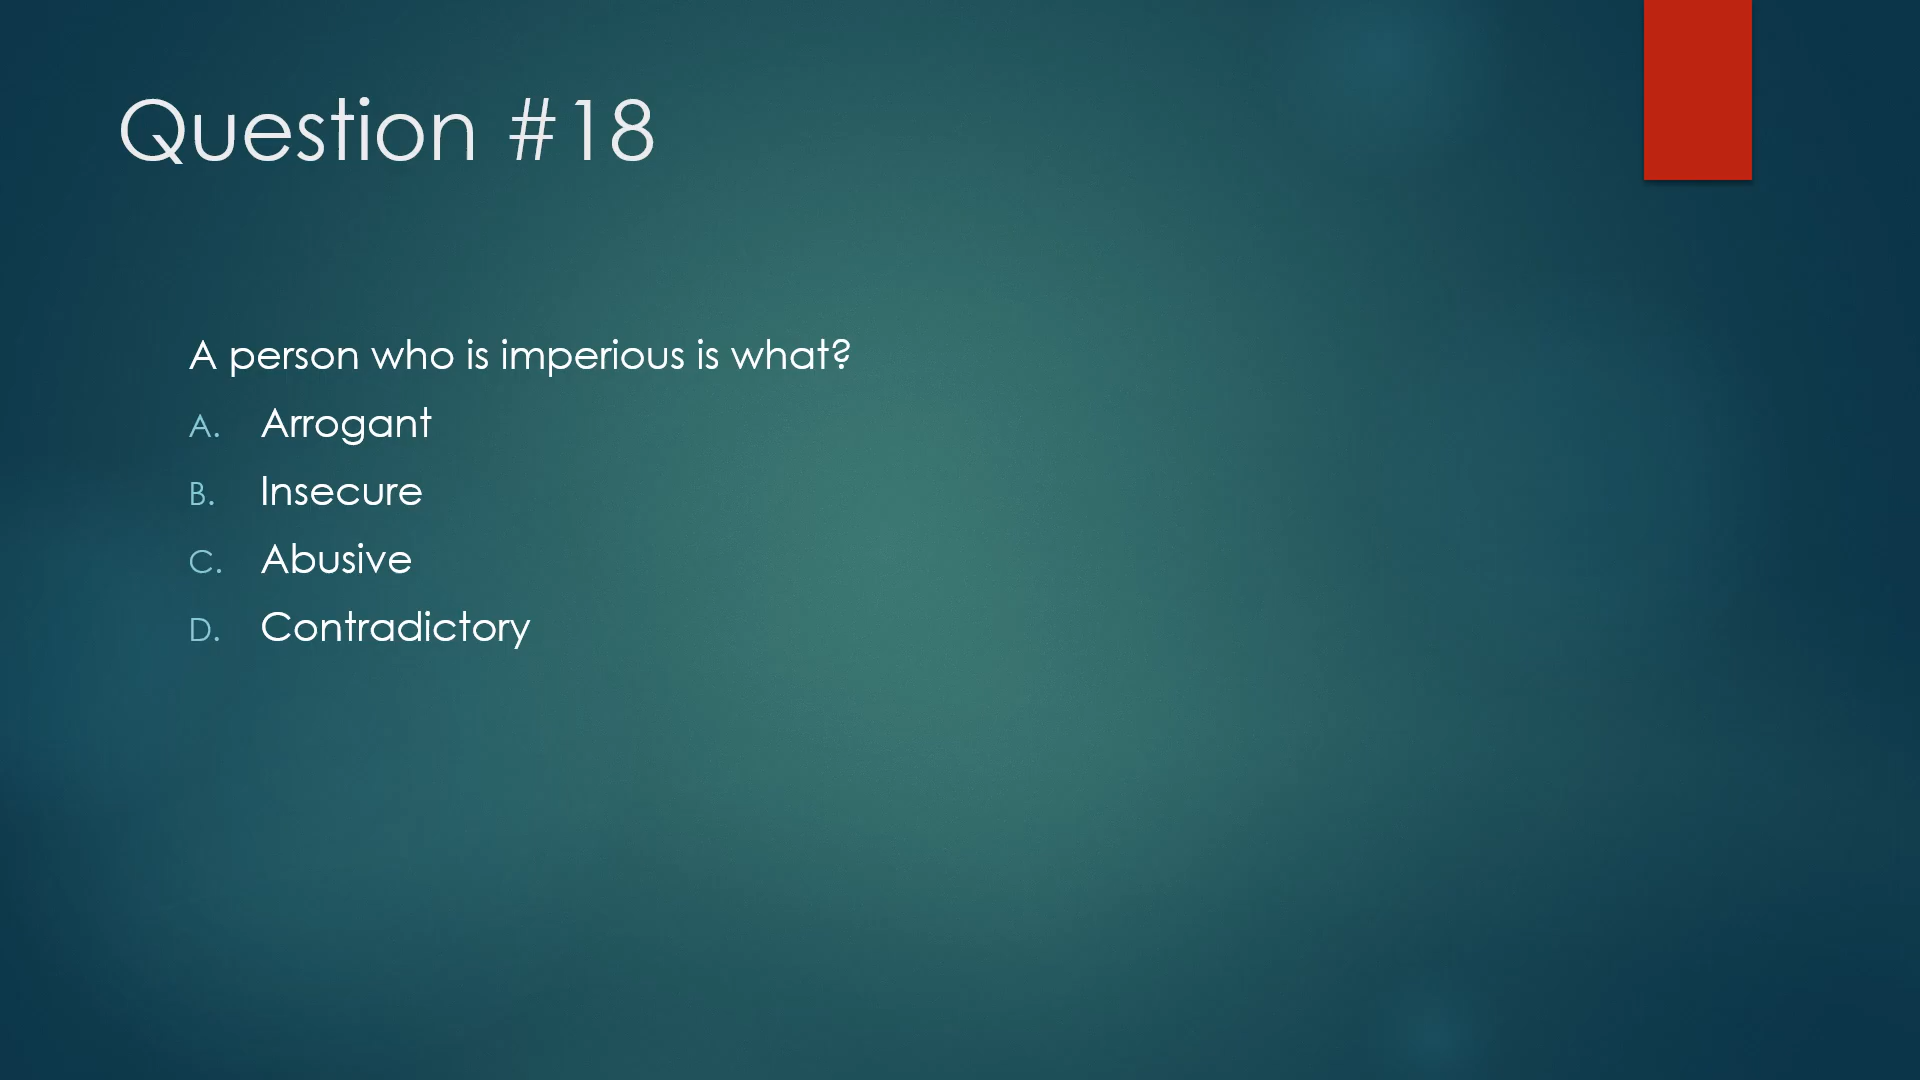 Question #18
A person who is imperious is what?
A. Arrogant
B. Insecure
C. Abusive
D. Contradictory